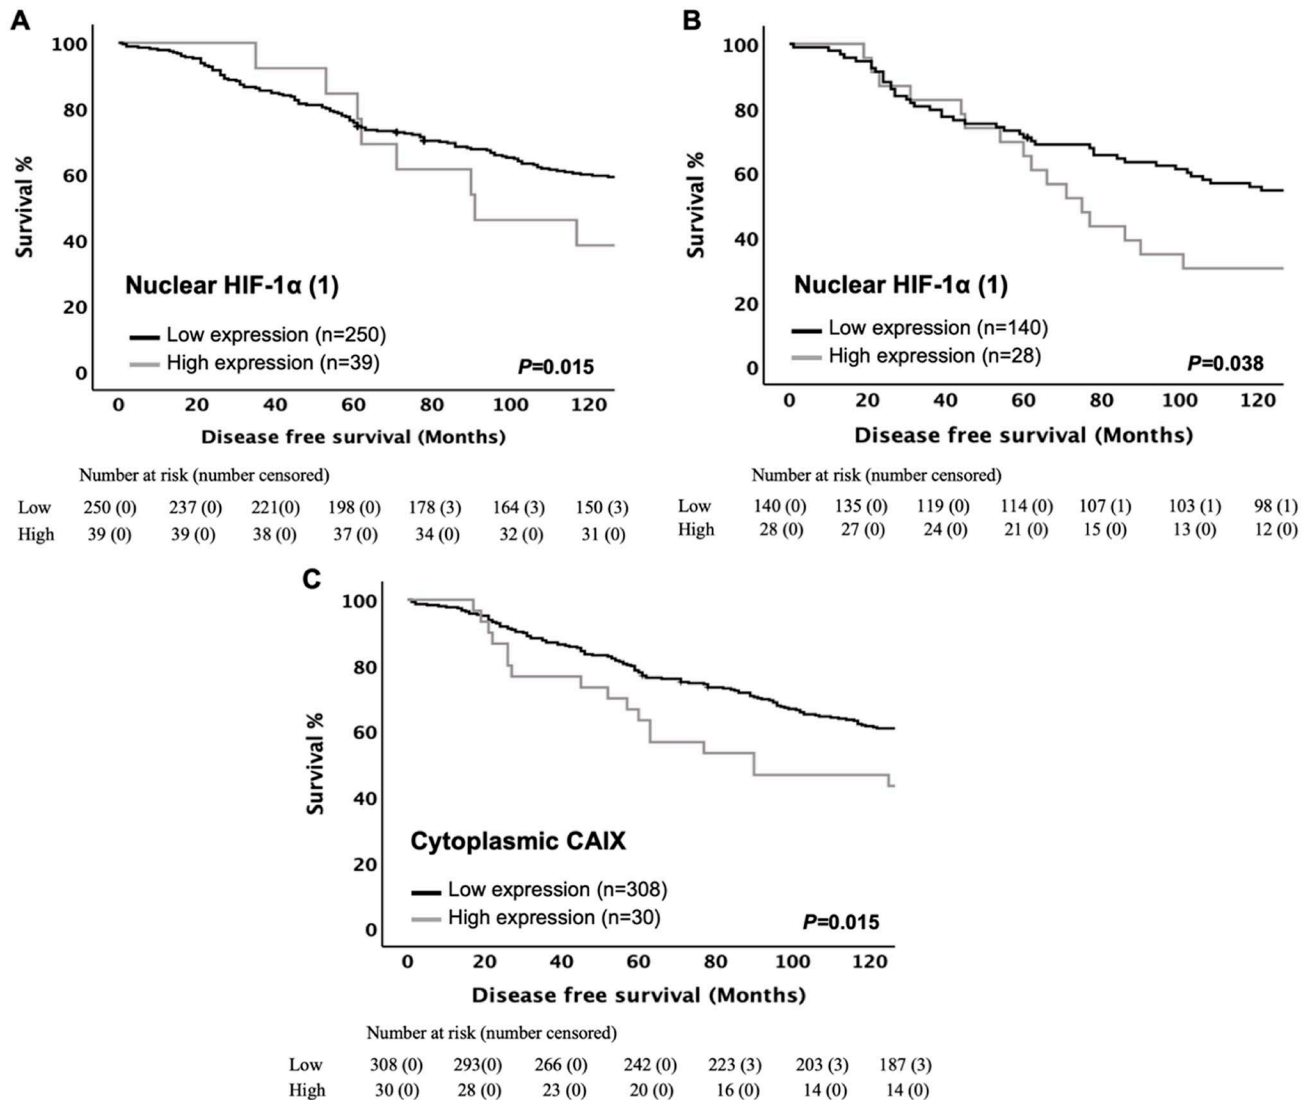 A
100
80
60
40
20
0
Survival %
Nuclear HIF-1α (1)
Low expression (n=250)
High expression (n=39)
P=0.015
0 20 40 60 80 100 120
Disease free survival (Months)
Number at risk (number censored)
Low 250 (0) 237 (0) 221(0) 198 (0) 178 (3) 164 (3) 150 (3)
High 39 (0) 39 (0) 38 (0) 37 (0) 34 (0) 32 (0) 31 (0)
B
100
80
60
40
20
0
Survival %
Nuclear HIF-1α (1)
Low expression (n=140)
High expression (n=28)
P=0.038
0 20 40 60 80 100 120
Disease free survival (Months)
Number at risk (number censored)
Low 140 (0) 135 (0) 119 (0) 114 (0) 107 (1) 103 (1) 98 (1)
High 28 (0) 27 (0) 24 (0) 21 (0) 15 (0) 13 (0) 12 (0)
C
100
80
60
40
20
0
Survival %
Cytoplasmic CAIX
Low expression (n=308)
High expression (n=30)
P=0.015
0 20 40 60 80 100 120
Disease free survival (Months)
Number at risk (number censored)
Low 308 (0) 293(0) 266 (0) 242 (0) 223 (3) 203 (3) 187 (3)
High 30 (0) 28 (0) 23 (0) 20 (0) 16 (0) 14 (0) 14 (0)